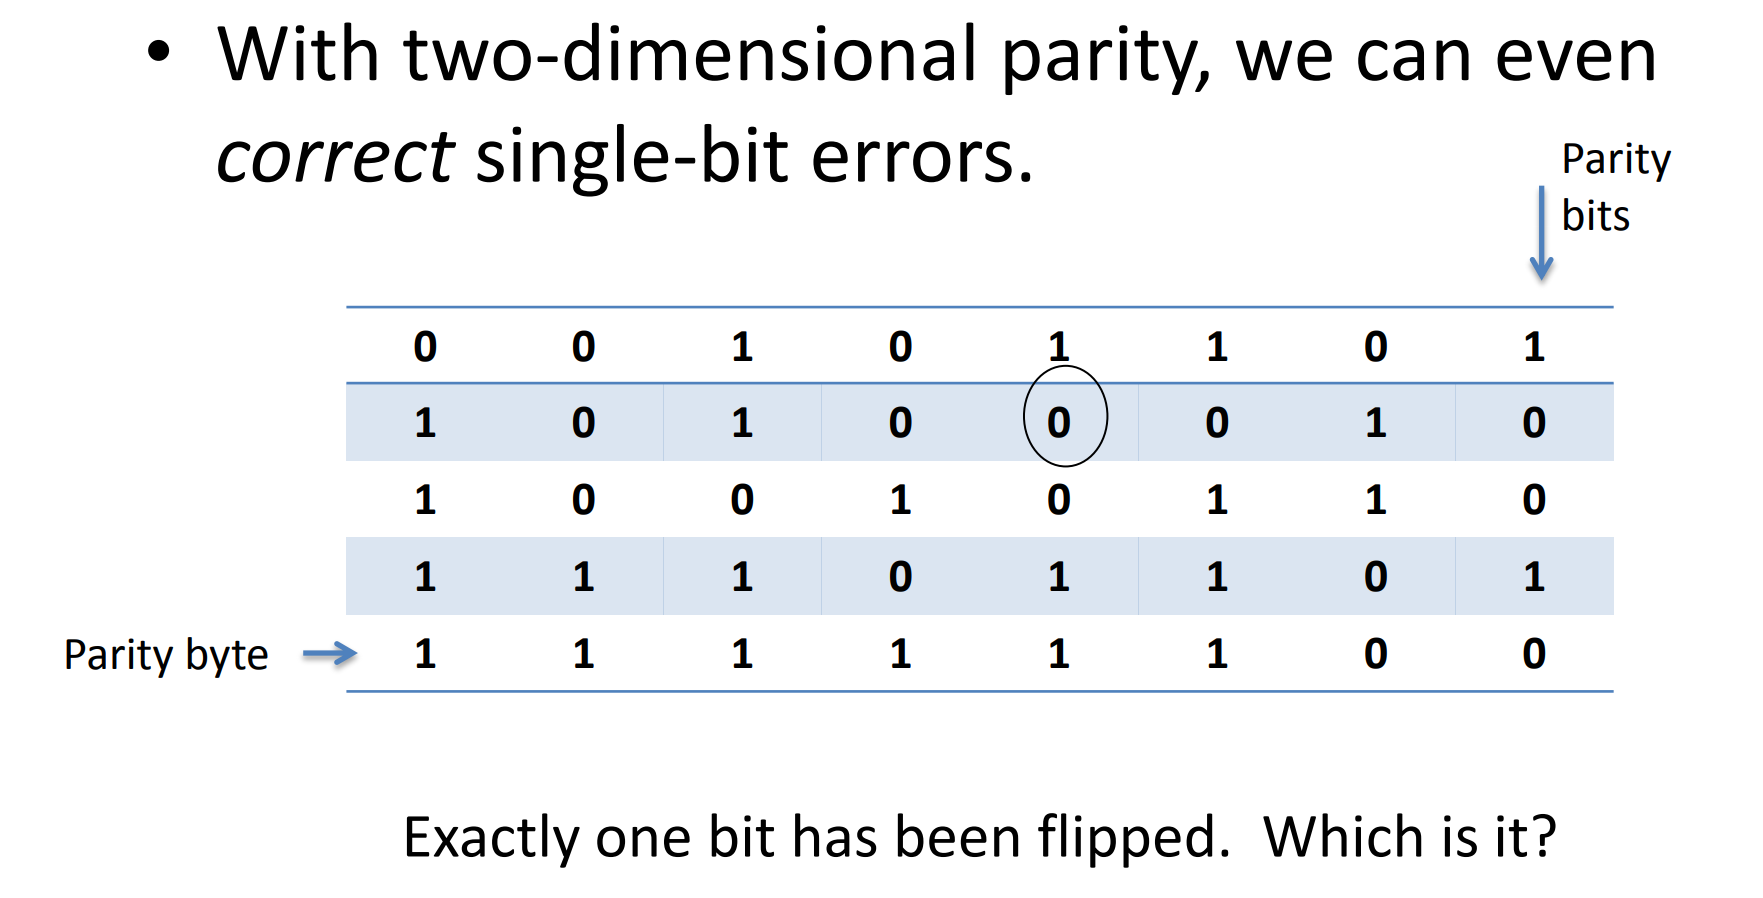 • With two-dimensional parity, we can even
correct single-bit errors.
Parity
bits
0 0 1 0 1 1 0 1
1 0 1 0 0 0 1 0
1 0 0 1 0 1 1 0
1 1 1 0 1 1 0 1
Parity byte 1 1 1 1 1 1 0 0
Exactly one bit has been flipped. Which is it?